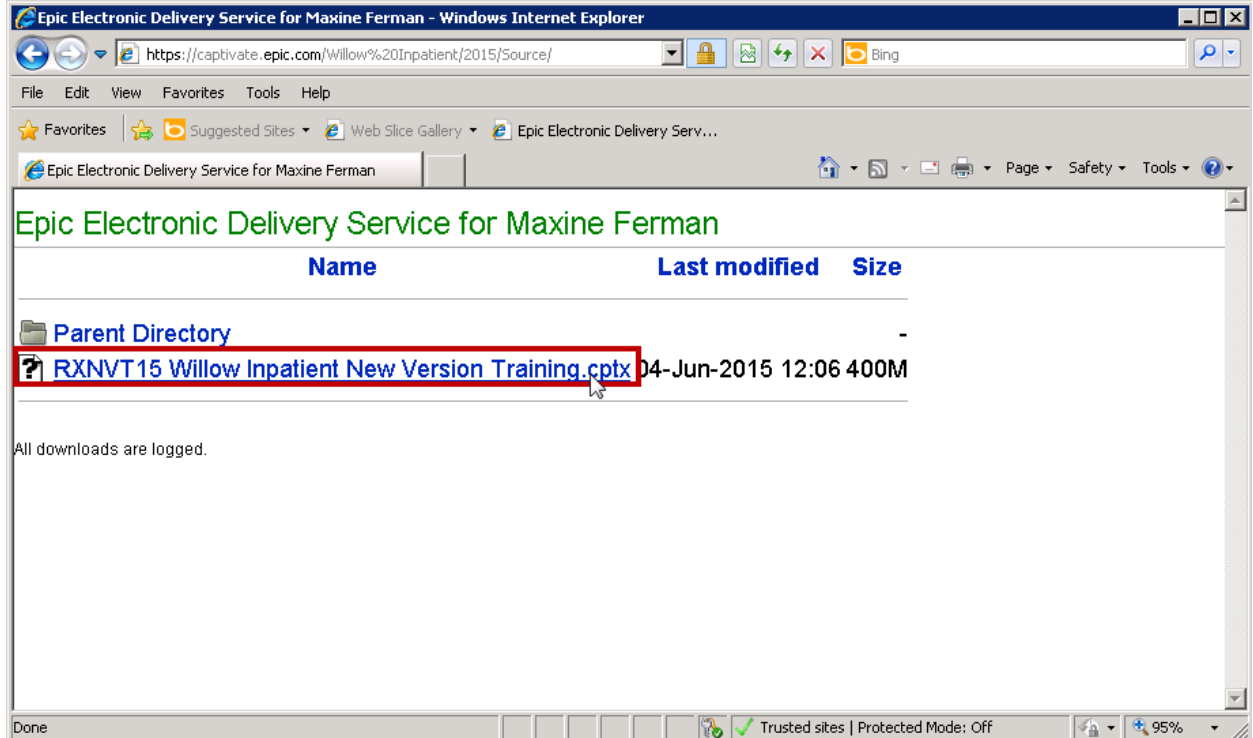 Epic Electronic Delivery Service for Maxine Ferman - Windows Internet Explorer
https://captivate.epic.com/Willow%20Inpatient/2015/Source/ Bing
File Edit View Favorites Tools Help
Favorites Suggested Sites Web Slice Gallery Epic Electronic Delivery Serv...
Epic Electronic Delivery Service for Maxine Ferman Page Safety Tools
Epic Electronic Delivery Service for Maxine Ferman
Name Last modified Size
Parent Directory -
RXNVT15 Willow Inpatient New Version Training.cptx 04-Jun-2015 12:06 400M
All downloads are logged.
Done Trusted sites | Protected Mode: Off 95%